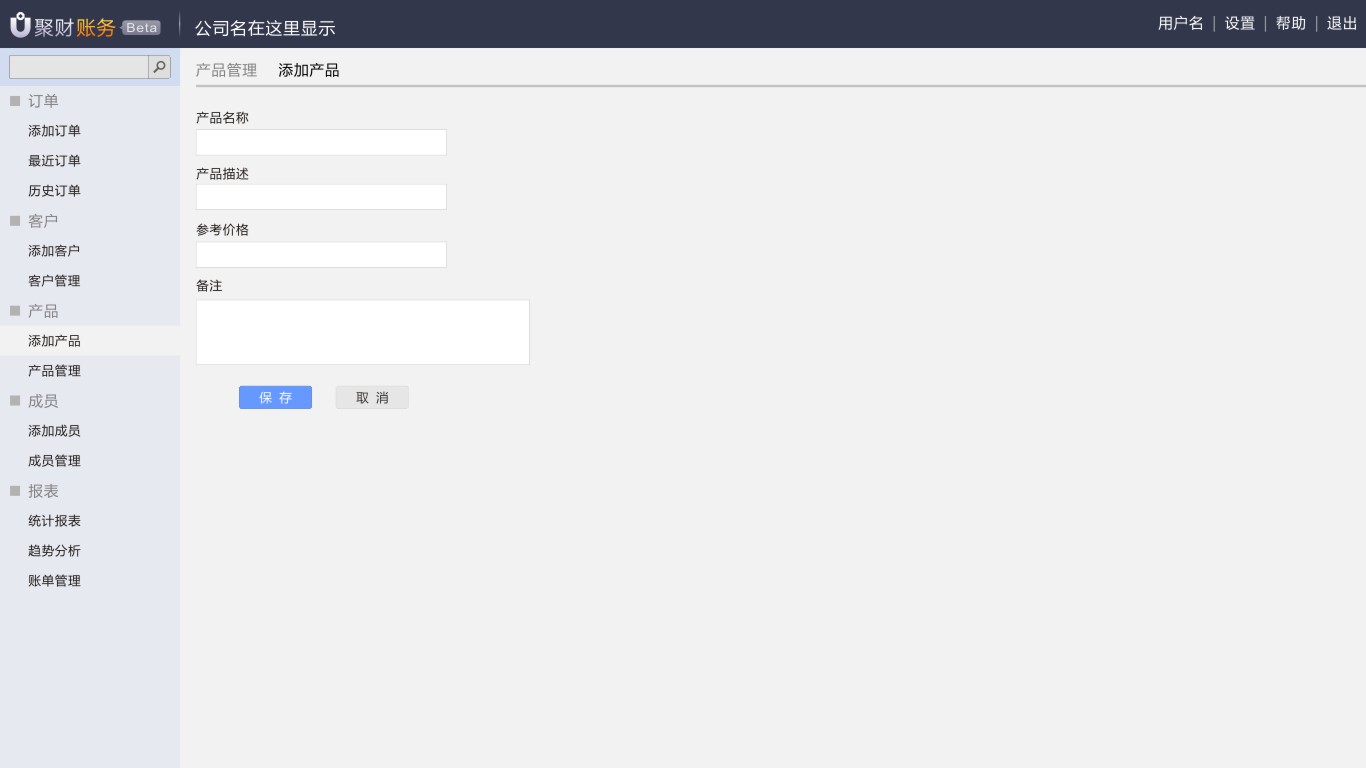 聚财账务 Beta 公司名在这里显示 用户名 | 设置 | 帮助 | 退出
订单
添加订单
最近订单
历史订单
客户
添加客户
客户管理
产品
添加产品
产品管理
成员
添加成员
成员管理
报表
统计报表
趋势分析
账单管理
产品管理 添加产品
产品名称
产品描述
参考价格
备注
保 存 取 消